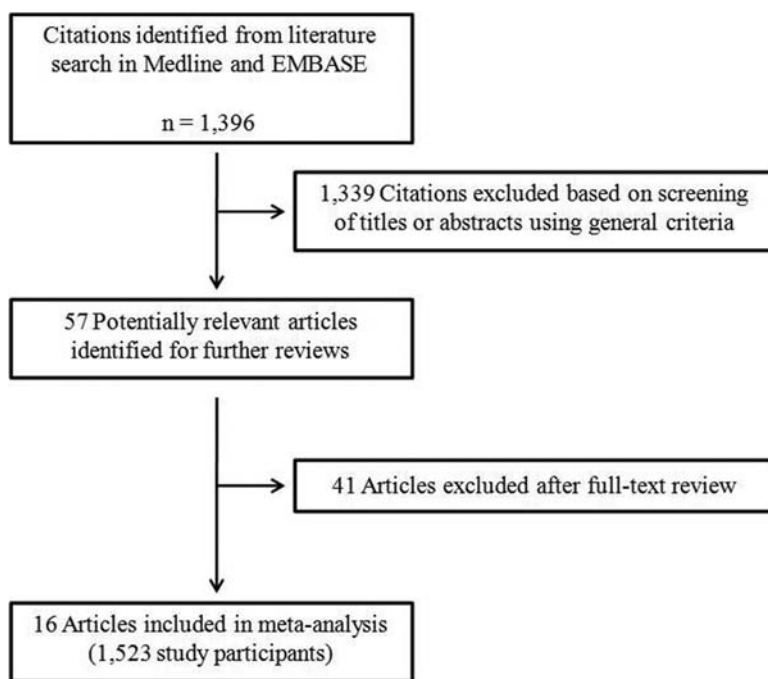 Citations identified from literature
search in Medline and EMBASE
n = 1,396
1,339 Citations excluded based on screening
of titles or abstracts using general criteria
57 Potentially relevant articles
identified for further reviews
41 Articles excluded after full-text review
16 Articles included in meta-analysis
(1,523 study participants)